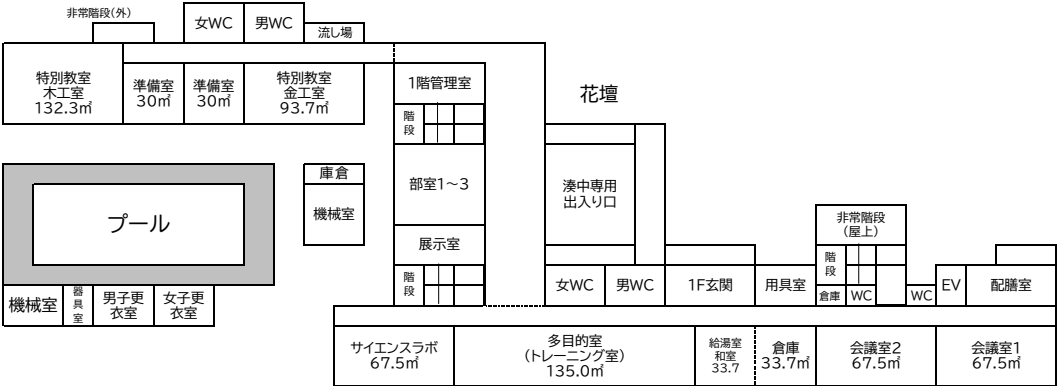 非常階段（外）
女WC
男WC
流し場
特別教室
木工室
132.3㎡
準備室
30㎡
準備室
30㎡
特別教室
金工室
93.7㎡
1階管理室
階
段
花壇
部室1～3
湊中専用
出入り口
庫倉
機械室
プール
展示室
階
段
非常階段
（屋上）
階
段
機械室
器
具
室
男子更
衣室
女子更
衣室
女WC
男WC
1F玄関
用具室
倉庫
WC
WC
EV
配膳室
サイエンスラボ
67.5㎡
多目的室
（トレーニング室）
135.0㎡
給湯室
和室
33.7
倉庫
33.7㎡
会議室2
67.5㎡
会議室1
67.5㎡